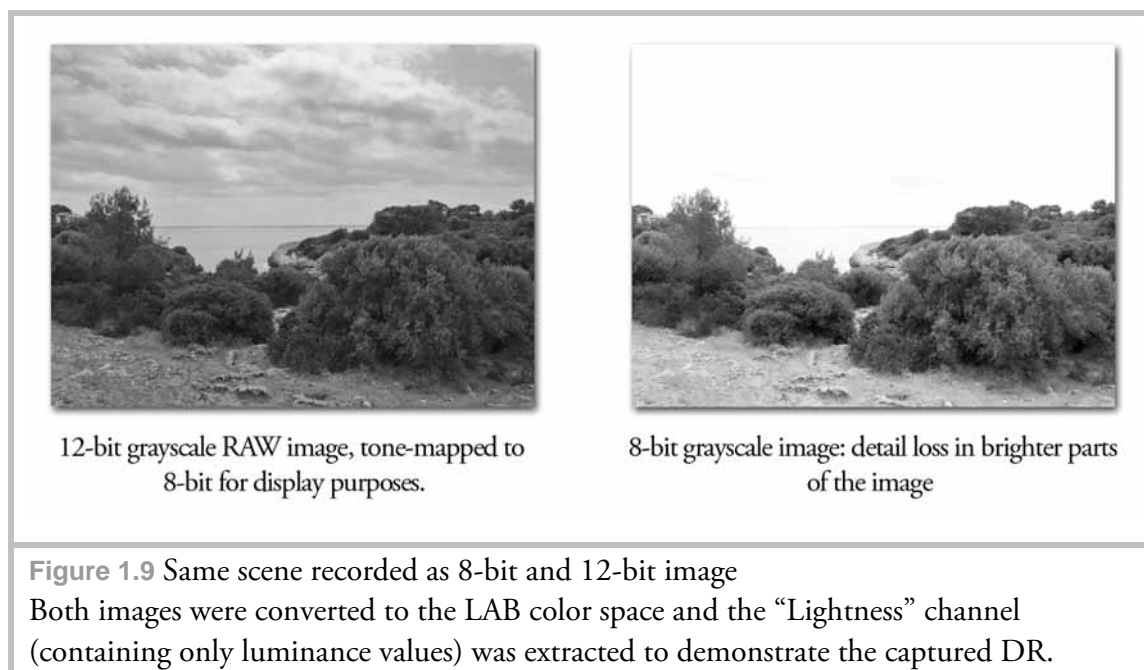 12-bit grayscale RAW image, tone-mapped to
8-bit for display purposes.
8-bit grayscale image: detail loss in brighter parts
of the image
Figure 1.9 Same scene recorded as 8-bit and 12-bit image
Both images were converted to the LAB color space and the “Lightness” channel
(containing only luminance values) was extracted to demonstrate the captured DR.